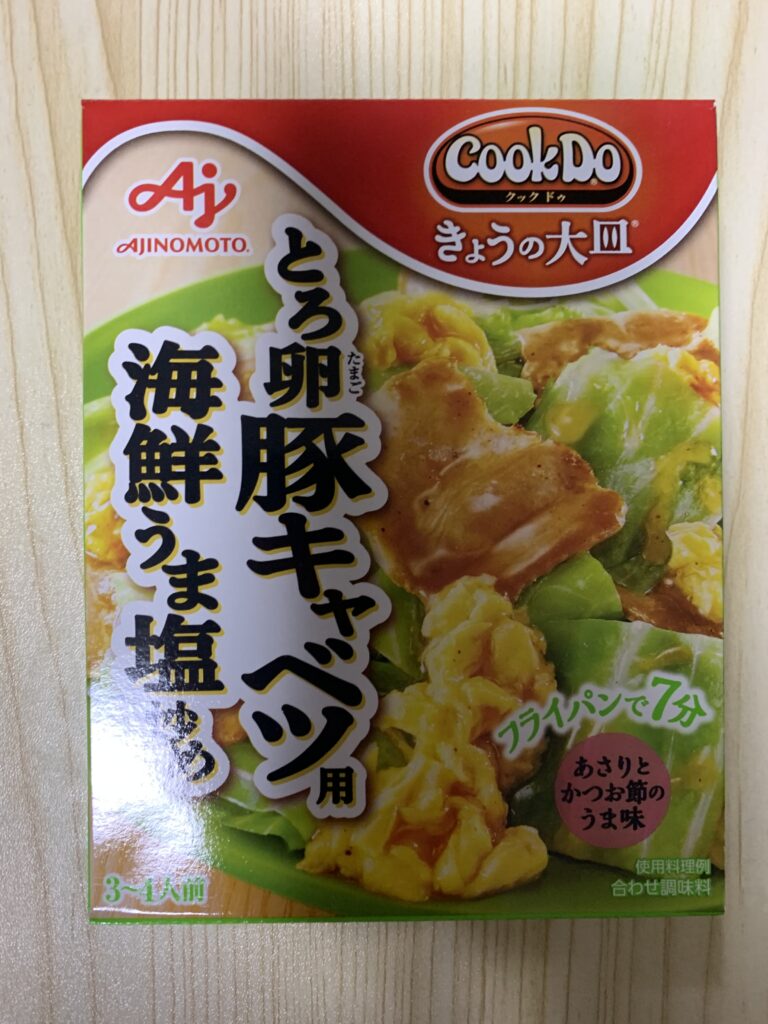 CookDo®
クックドゥ
きょうの大皿®
Aj
AJINOMOTO.
とろ卵豚キャベツ用
たまご
海鮮うま塩炒め
フライパンで7分
あさりと
かつお節の
うま味
使用料理例
合わせ調味料
3~4人前